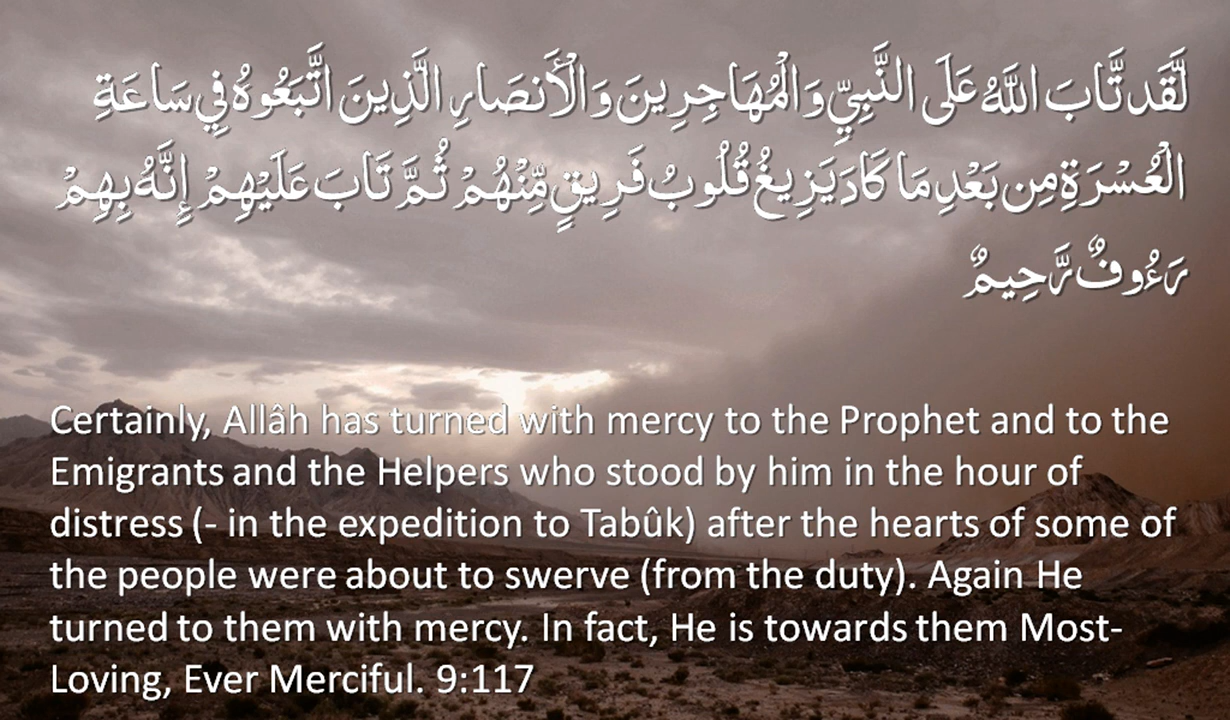 لَّقَد تَّابَ اللَّهُ عَلَى النَّبِيِّ وَالْمُهَاجِرِينَ وَالْأَنصَارِ الَّذِينَ اتَّبَعُوهُ فِي سَاعَةِ
الْعُسْرَةِ مِن بَعْدِ مَا كَادَ يَزِيغُ قُلُوبُ فَرِيقٍ مِّنْهُمْ ثُمَّ تَابَ عَلَيْهِمْ إِنَّهُ بِهِمْ
رَءُوفٌ رَّحِيمٌ
Certainly, Allâh has turned with mercy to the Prophet and to the
Emigrants and the Helpers who stood by him in the hour of
distress (- in the expedition to Tabûk) after the hearts of some of
the people were about to swerve (from the duty). Again He
turned to them with mercy. In fact, He is towards them Most-
Loving, Ever Merciful. 9:117